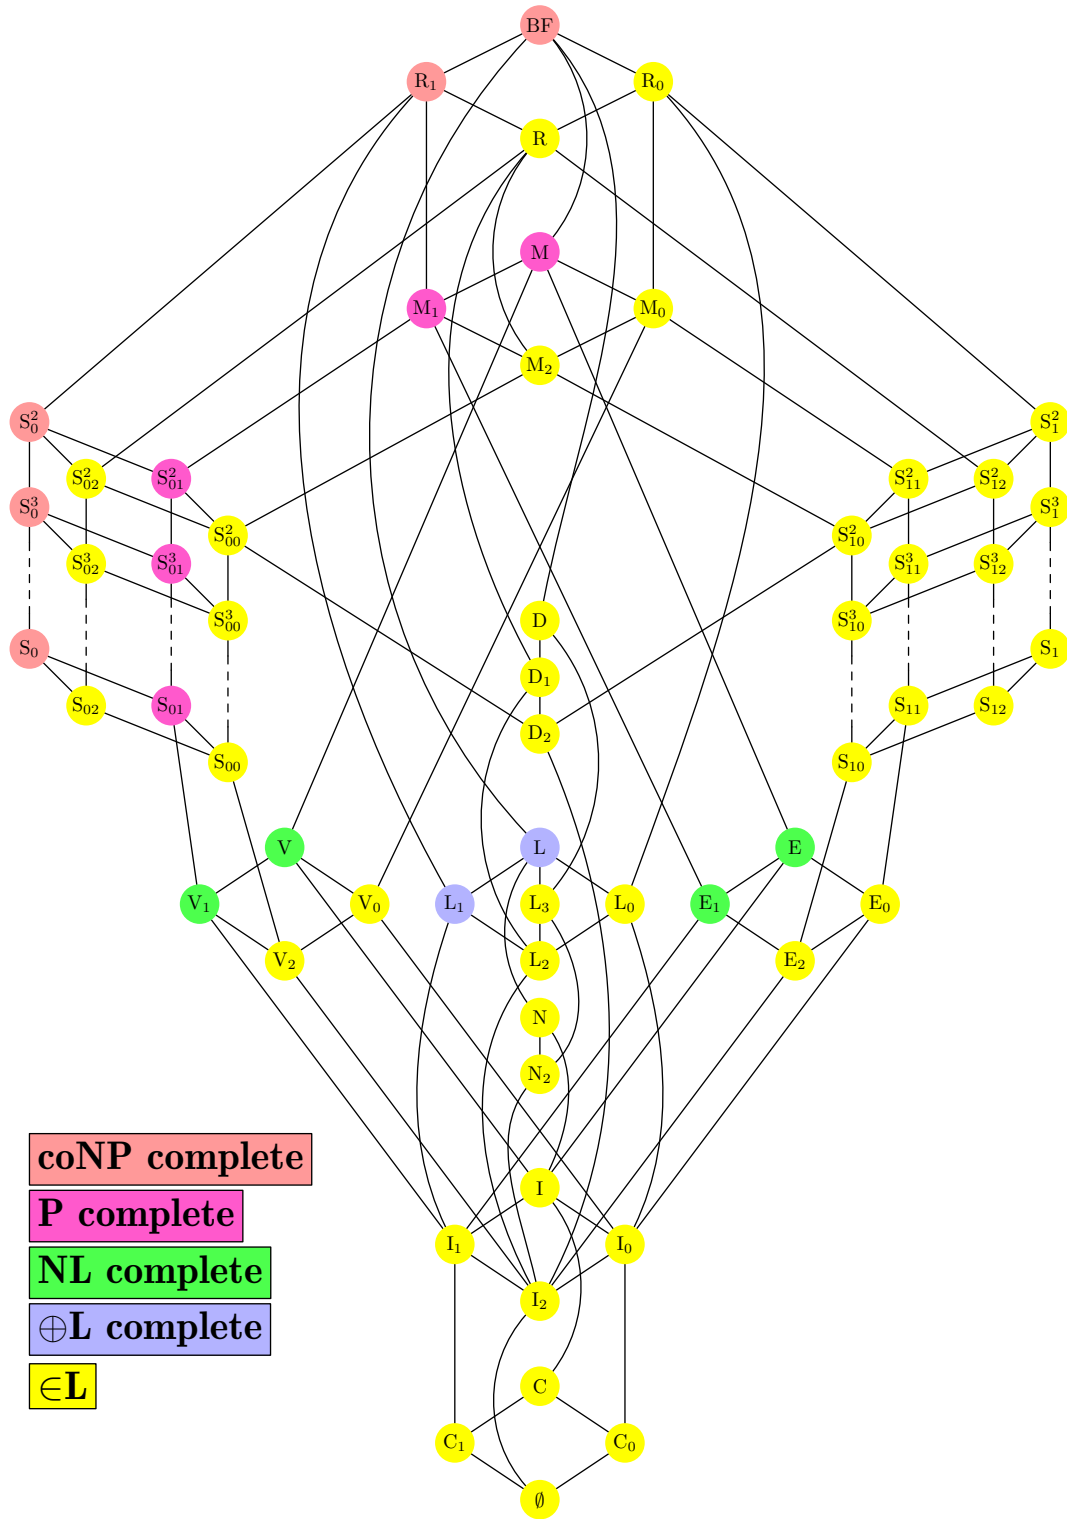 BF
R₁
R₀
R
M
M₁
M₀
M₂
S₀²
S₁²
S₀₂²
S₀₁²
S₁₁²
S₁₂²
S₀³
S₁³
S₀₀²
S₁₀²
S₀₂³
S₀₁³
S₁₁³
S₁₂³
S₀₀³
D
S₁₀³
S₀
S₁
D₁
S₀₂
S₀₁
S₁₁
S₁₂
D₂
S₀₀
S₁₀
V
L
E
V₁
V₀
L₁
L₃
L₀
E₁
E₀
V₂
L₂
E₂
N
N₂
coNP complete
I
P complete
I₁
I₀
NL complete
I₂
⊕L complete
∈L
C
C₁
C₀
∅